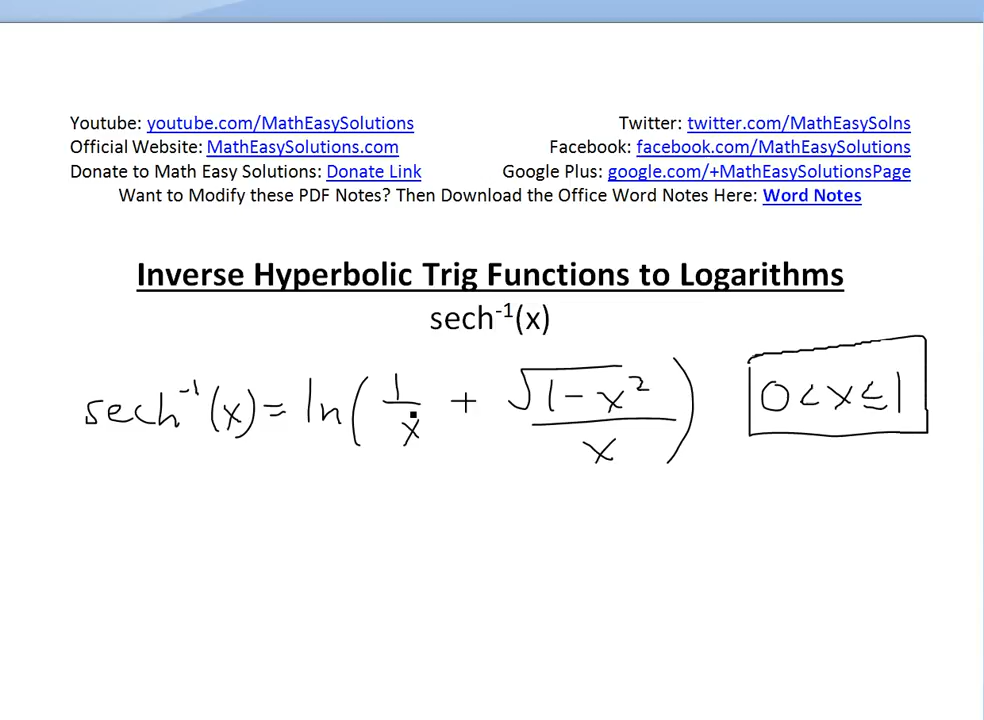 Youtube: youtube.com/MathEasySolutions Twitter: twitter.com/MathEasySolns
Official Website: MathEasySolutions.com Facebook: facebook.com/MathEasySolutions
Donate to Math Easy Solutions: Donate Link Google Plus: google.com/+MathEasySolutionsPage
Want to Modify these PDF Notes? Then Download the Office Word Notes Here: Word Notes
Inverse Hyperbolic Trig Functions to Logarithms
sech⁻¹(x)
sech⁻¹(x) = ln(1/x + √(1-x²)/x) 0<x≤1